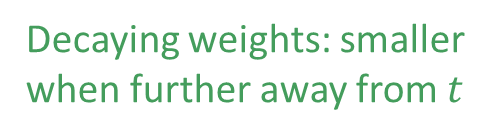 Decaying weights: smaller
when further away from t